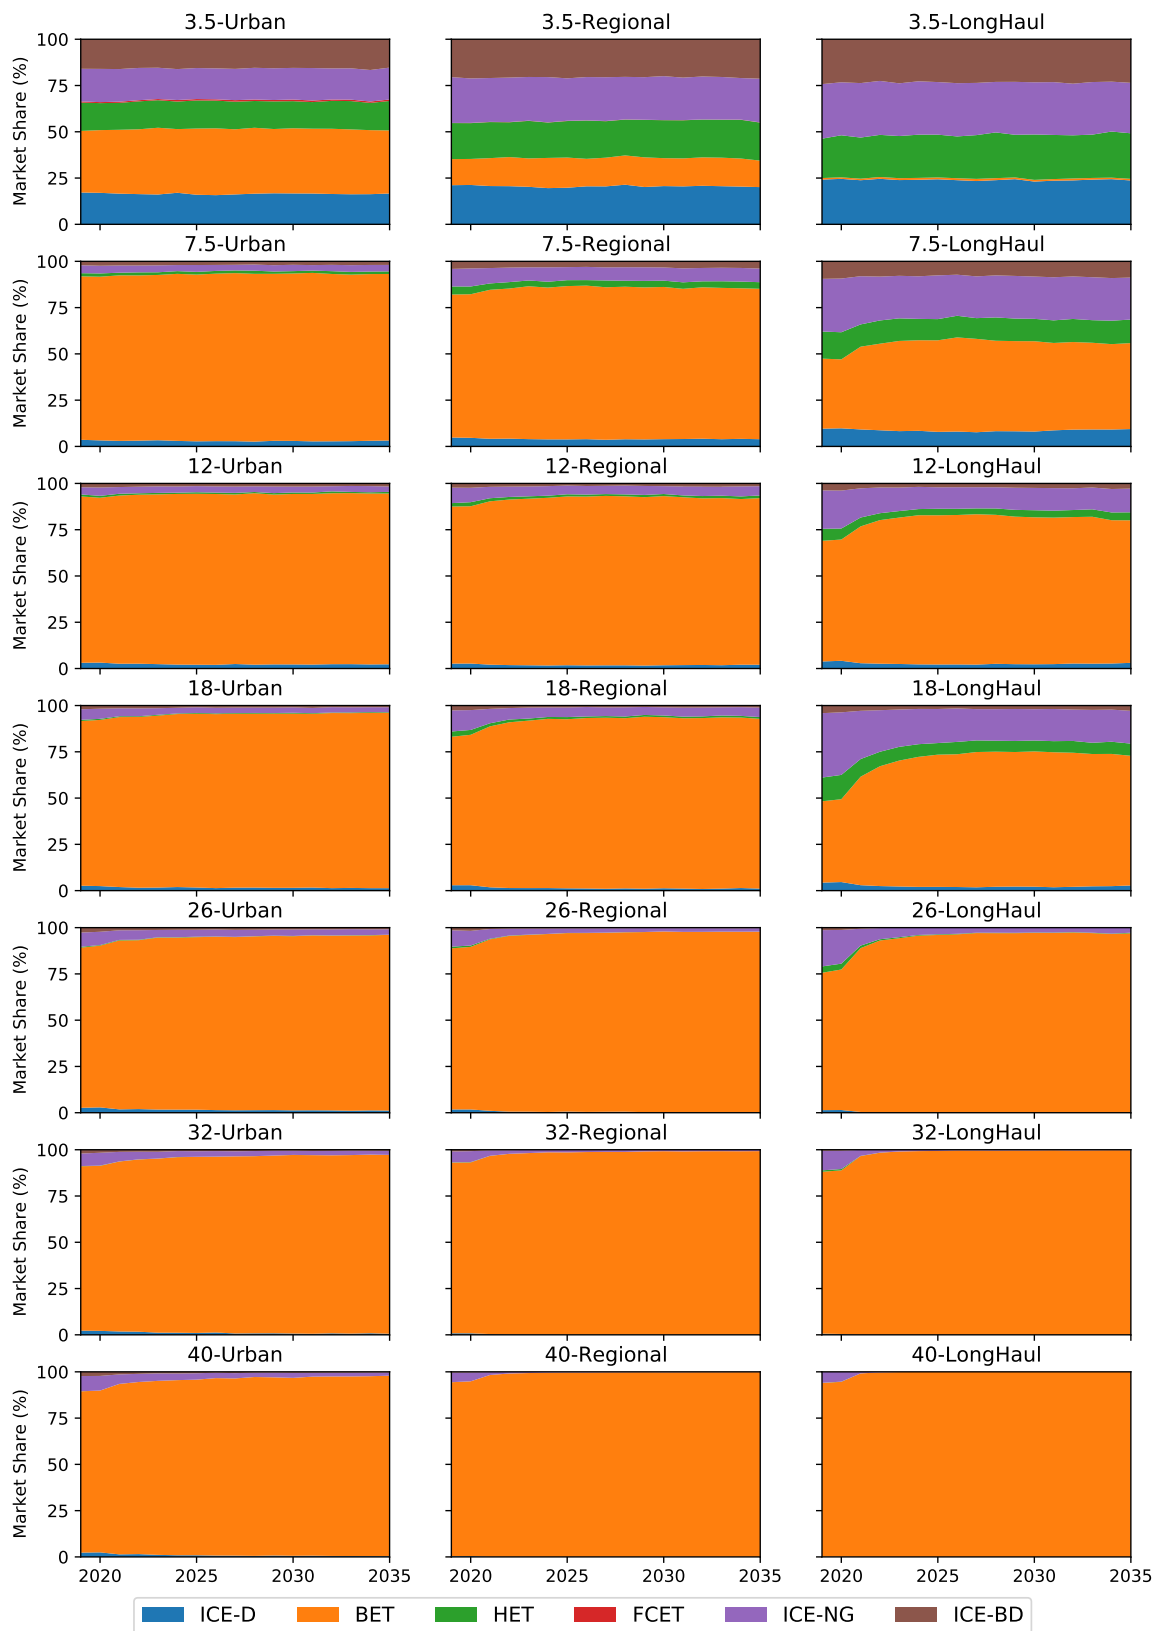 3.5-Urban 3.5-Regional 3.5-LongHaul
Market Share (%)
100
75
50
25
0
7.5-Urban 7.5-Regional 7.5-LongHaul
Market Share (%)
100
75
50
25
0
12-Urban 12-Regional 12-LongHaul
Market Share (%)
100
75
50
25
0
18-Urban 18-Regional 18-LongHaul
Market Share (%)
100
75
50
25
0
26-Urban 26-Regional 26-LongHaul
Market Share (%)
100
75
50
25
0
32-Urban 32-Regional 32-LongHaul
Market Share (%)
100
75
50
25
0
40-Urban 40-Regional 40-LongHaul
Market Share (%)
100
75
50
25
0
2020 2025 2030 2035 2020 2025 2030 2035 2020 2025 2030 2035
ICE-D BET HET FCET ICE-NG ICE-BD